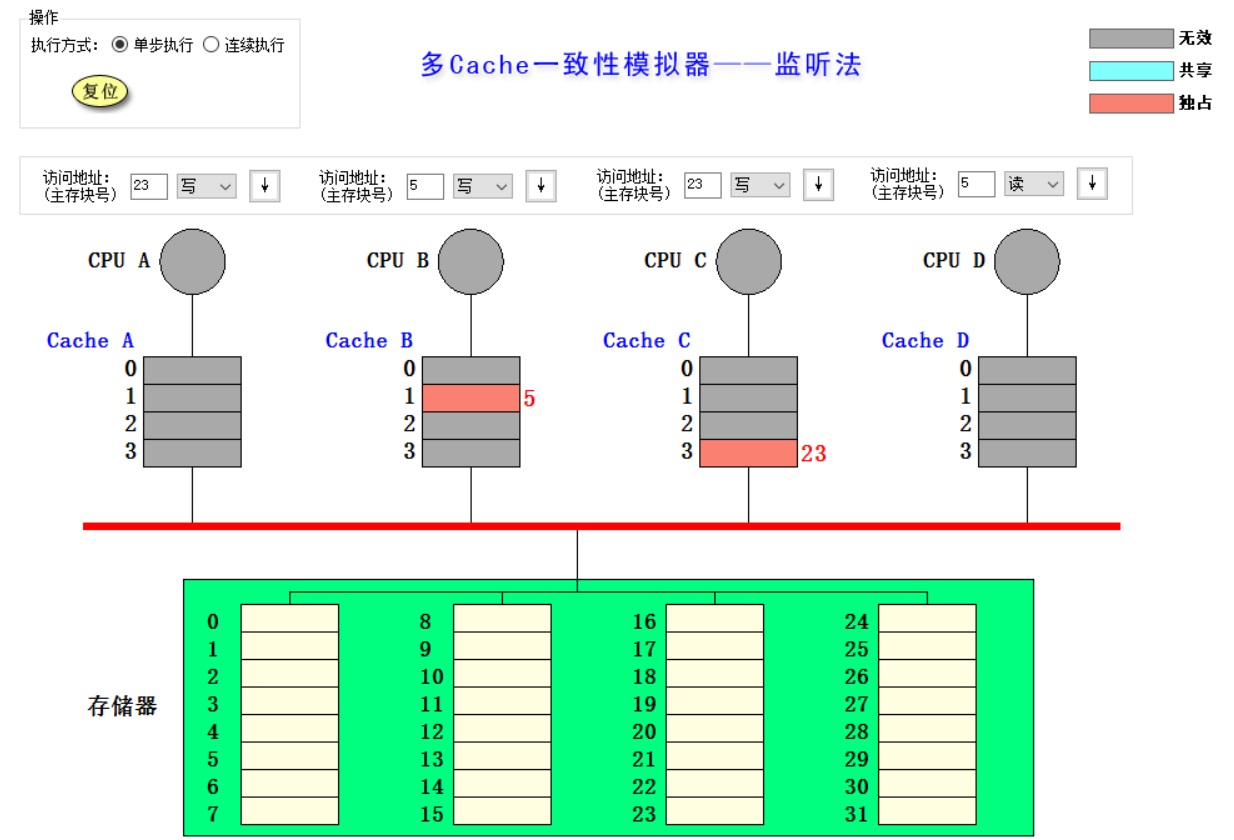 操作
执行方式: 单步执行 连续执行
复位
多Cache一致性模拟器——监听法
无效
共享
独占
访问地址:
(主存块号) 23 写 ↓
访问地址:
(主存块号) 5 写 ↓
访问地址:
(主存块号) 23 写 ↓
访问地址:
(主存块号) 5 读 ↓
CPU A CPU B CPU C CPU D
Cache A Cache B Cache C Cache D
0 0 0 0
1 1 5 1 1
2 2 2 2
3 3 3 23 3
存储器
0 8 16 24
1 9 17 25
2 10 18 26
3 11 19 27
4 12 20 28
5 13 21 29
6 14 22 30
7 15 23 31